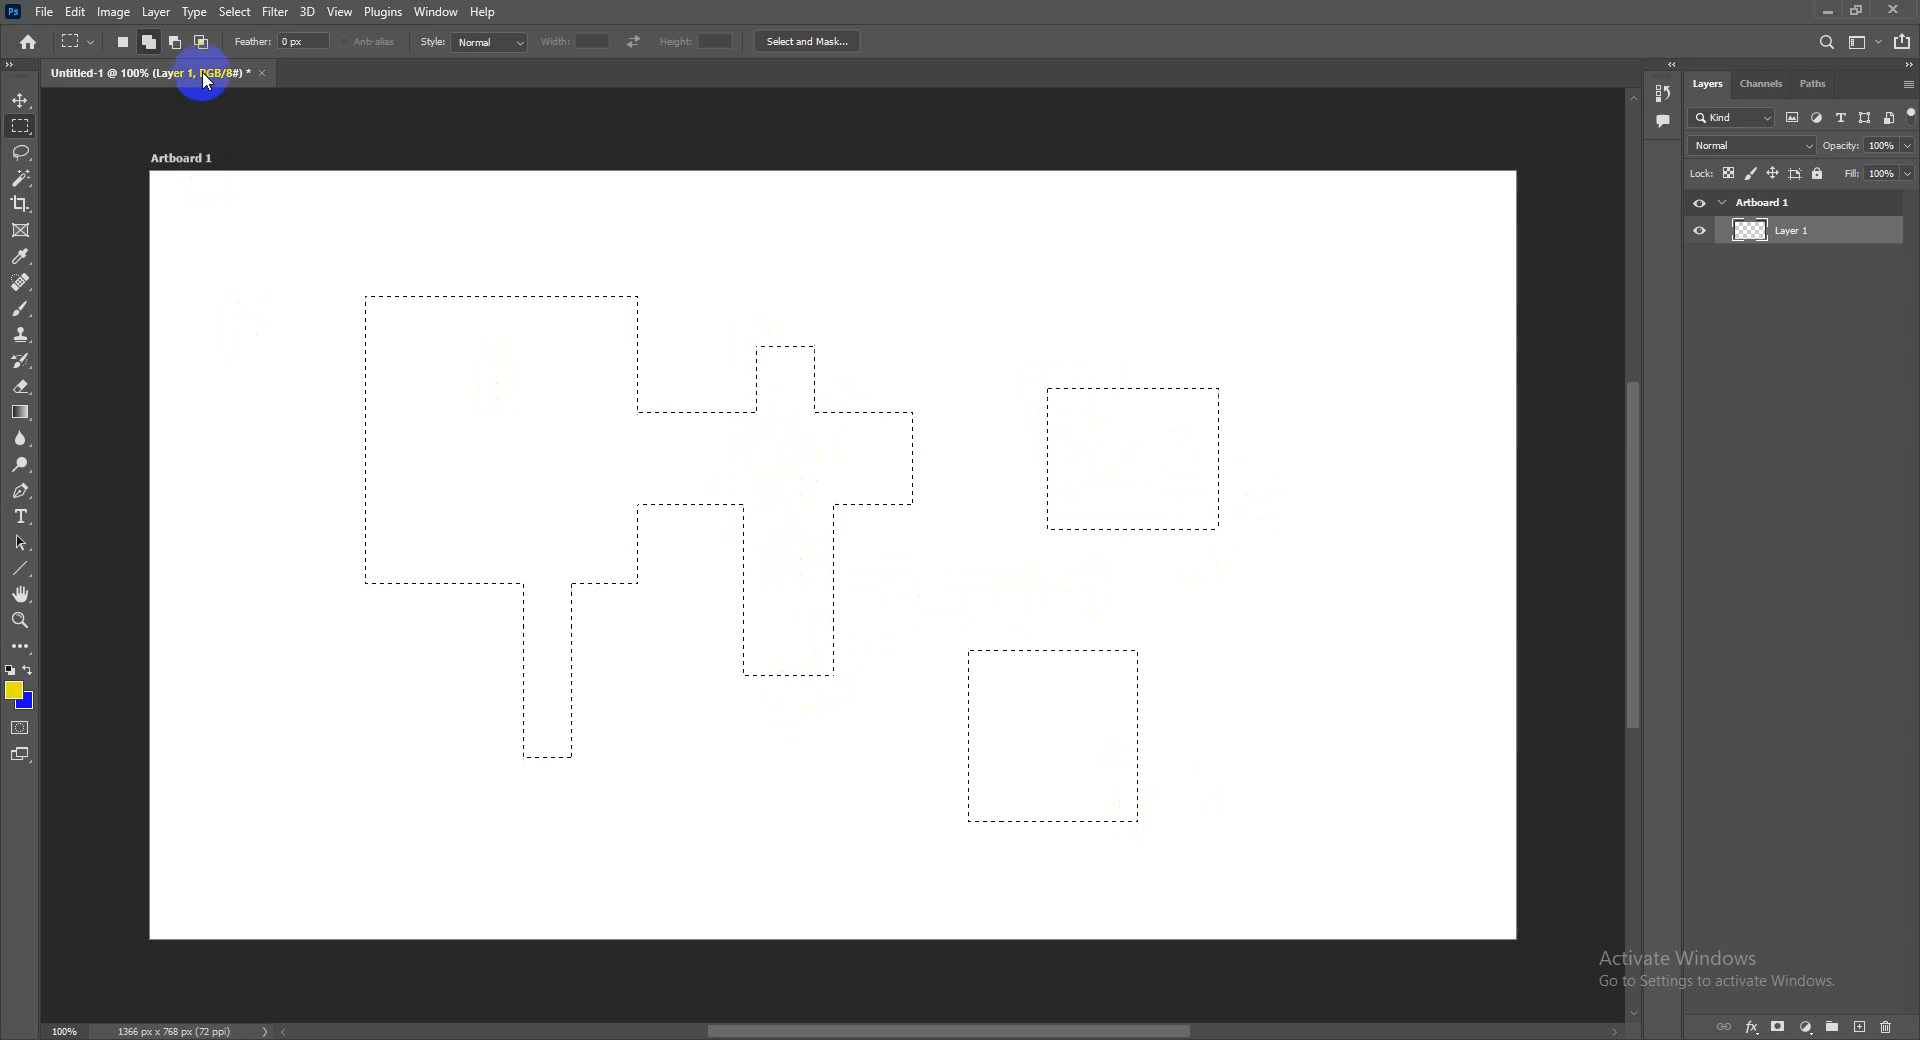 Ps File Edit Image Layer Type Select Filter 3D View Plugins Window Help
Feather: 0 px Anti-alias Style: Normal Width: Height: Select and Mask...
Untitled-1 @ 100% (Layer 1, RGB/8#) *
Layers Channels Paths
Kind
Normal Opacity: 100%
Lock: Fill: 100%
Artboard 1
Layer 1
Artboard 1
Activate Windows
Go to Settings to activate Windows.
100% 1366 px x 768 px (72 ppi)